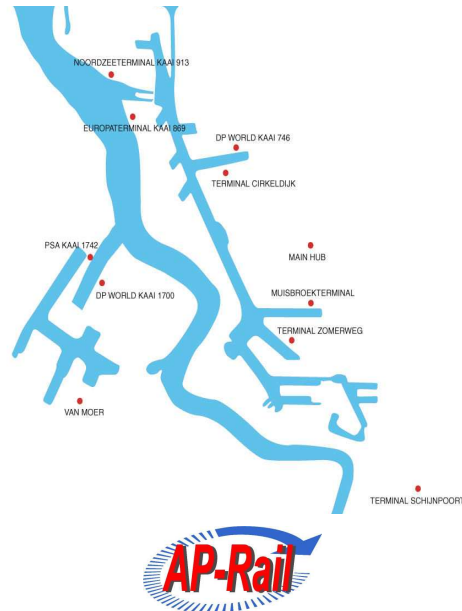 NOORDZEETERMINAL KAAI 913
EUROPATERMINAL KAAI 869
DP WORLD KAAI 746
TERMINAL CIRKELDIJK
PSA KAAI 1742
MAIN HUB
DP WORLD KAAI 1700
MUISBROEKTERMINAL
TERMINAL ZOMERWEG
VAN MOER
TERMINAL SCHIJNPOORT
AP-Rail